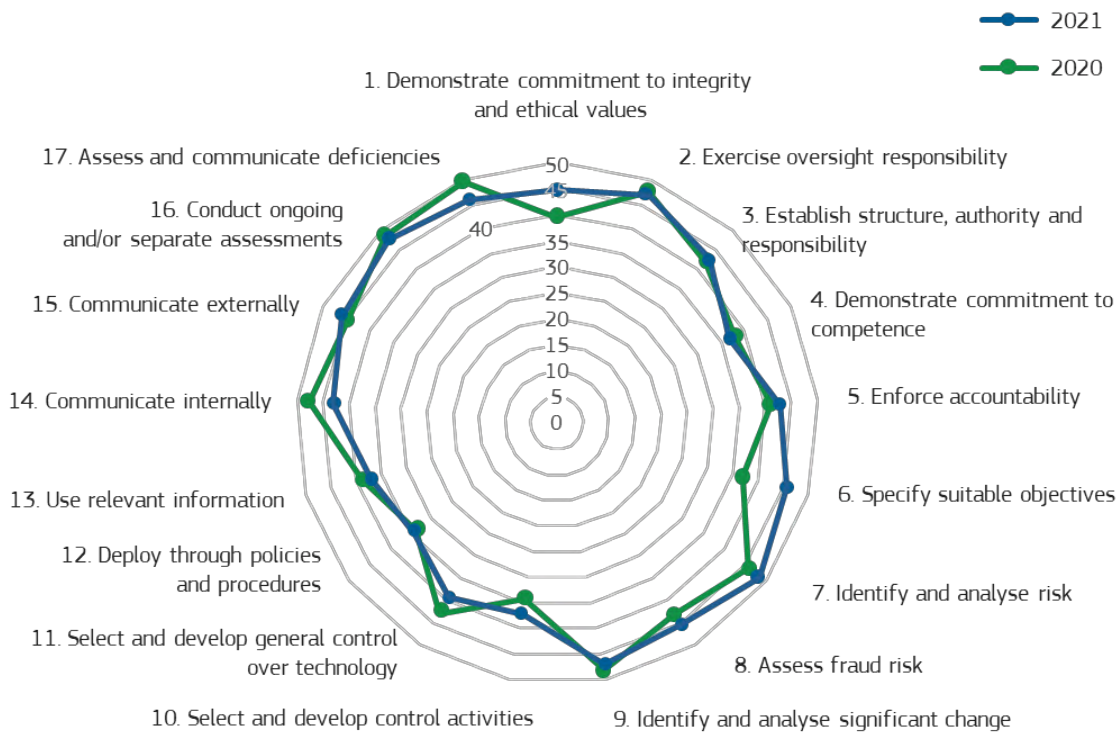 2021
2020
1. Demonstrate commitment to integrity
and ethical values
17. Assess and communicate deficiencies
2. Exercise oversight responsibility
16. Conduct ongoing
and/or separate assessments
3. Establish structure, authority and
responsibility
15. Communicate externally
4. Demonstrate commitment to
competence
14. Communicate internally
5. Enforce accountability
13. Use relevant information
6. Specify suitable objectives
12. Deploy through policies
and procedures
7. Identify and analyse risk
11. Select and develop general control
over technology
8. Assess fraud risk
10. Select and develop control activities
9. Identify and analyse significant change
50
45
40
35
30
25
20
15
10
5
0